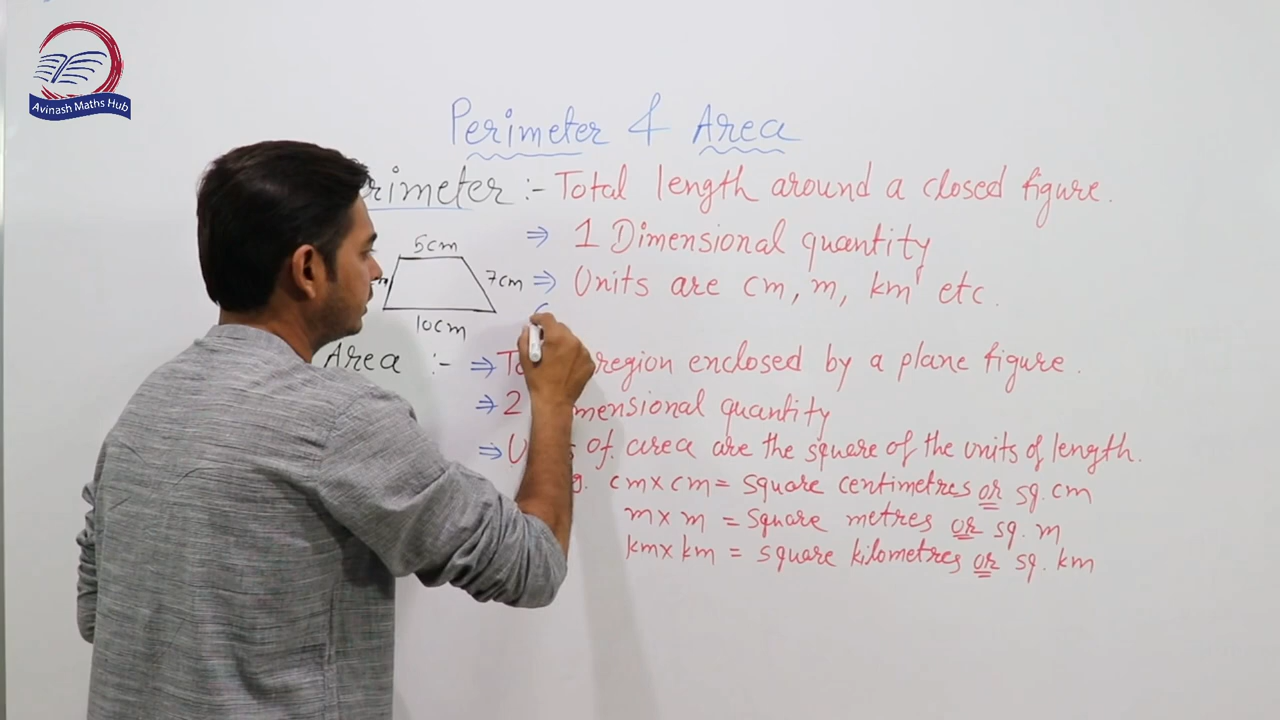 Avinash Maths Hub
Perimeter & Area
:- Total length around a closed figure.
5cm
⇒ 1 Dimensional quantity
7cm ⇒ Units are cm, m, km etc.
10cm
Area :- ⇒ region enclosed by a plane figure.
⇒ 2 quantity
⇒ of area are the square of the units of length.
cm x cm = square centimetres or sq. cm
m x m = square metres or sq. m
km x km = square kilometres or sq. km